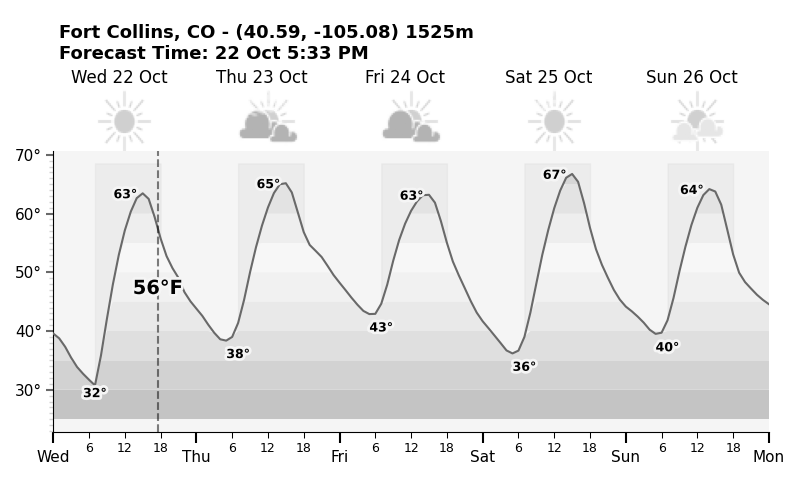 Fort Collins, CO - (40.59, -105.08) 1525m
Forecast Time: 22 Oct 5:33 PM
Wed 22 Oct Thu 23 Oct Fri 24 Oct Sat 25 Oct Sun 26 Oct
70°
60°
50°
40°
30°
63° 65° 63° 67° 64°
56°F
32° 38° 43° 36° 40°
6 12 18 6 12 18 6 12 18 6 12 18 6 12 18
Wed Thu Fri Sat Sun Mon